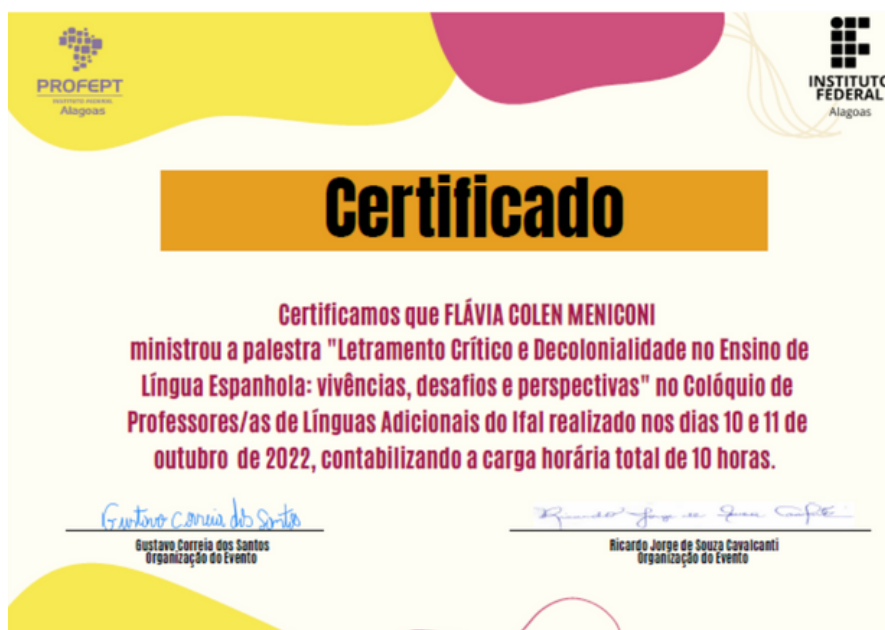 PROFEPT
INSTITUTO FEDERAL
Alagoas
INSTITUTO
FEDERAL
Alagoas
Certificado
Certificamos que FLÁVIA COLEN MENICONI
ministrou a palestra "Letramento Crítico e Decolonialidade no Ensino de
Língua Espanhola: vivências, desafios e perspectivas" no Colóquio de
Professores/as de Línguas Adicionais do Ifal realizado nos dias 10 e 11 de
outubro de 2022, contabilizando a carga horária total de 10 horas.
Gustavo Correia dos Santos
Gustavo Correia dos Santos
Organização do Evento
Ricardo Jorge de Souza Cavalcanti
Organização do Evento